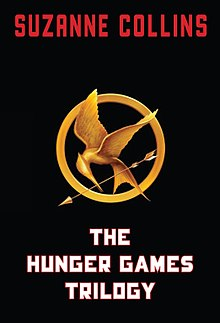 SUZANNE COLLINS
THE
HUNGER GAMES
TRILOGY